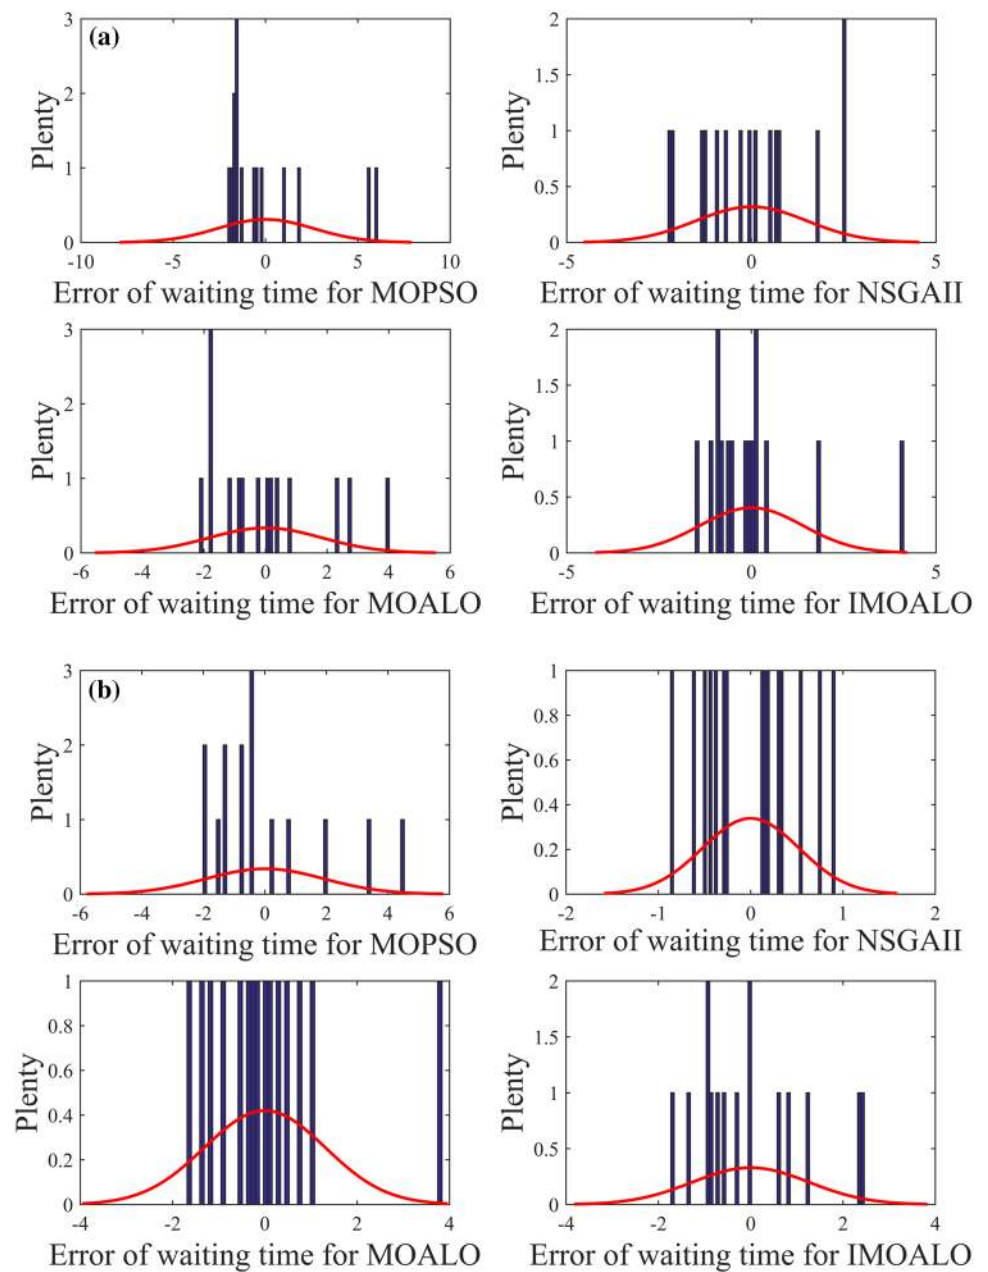 (a)
3
2
1
0
Plenty
-10 -5 0 5 10
Error of waiting time for MOPSO
2
1.5
1
0.5
0
Plenty
-5 0 5
Error of waiting time for NSGAII
3
2
1
0
Plenty
-6 -4 -2 0 2 4 6
Error of waiting time for MOALO
2
1.5
1
0.5
0
Plenty
-5 0 5
Error of waiting time for IMOALO
(b)
3
2
1
0
Plenty
-6 -4 -2 0 2 4 6
Error of waiting time for MOPSO
1
0.8
0.6
0.4
0.2
0
Plenty
-2 -1 0 1 2
Error of waiting time for NSGAII
1
0.8
0.6
0.4
0.2
0
Plenty
-4 -2 0 2 4
Error of waiting time for MOALO
2
1.5
1
0.5
0
Plenty
-4 -2 0 2 4
Error of waiting time for IMOALO